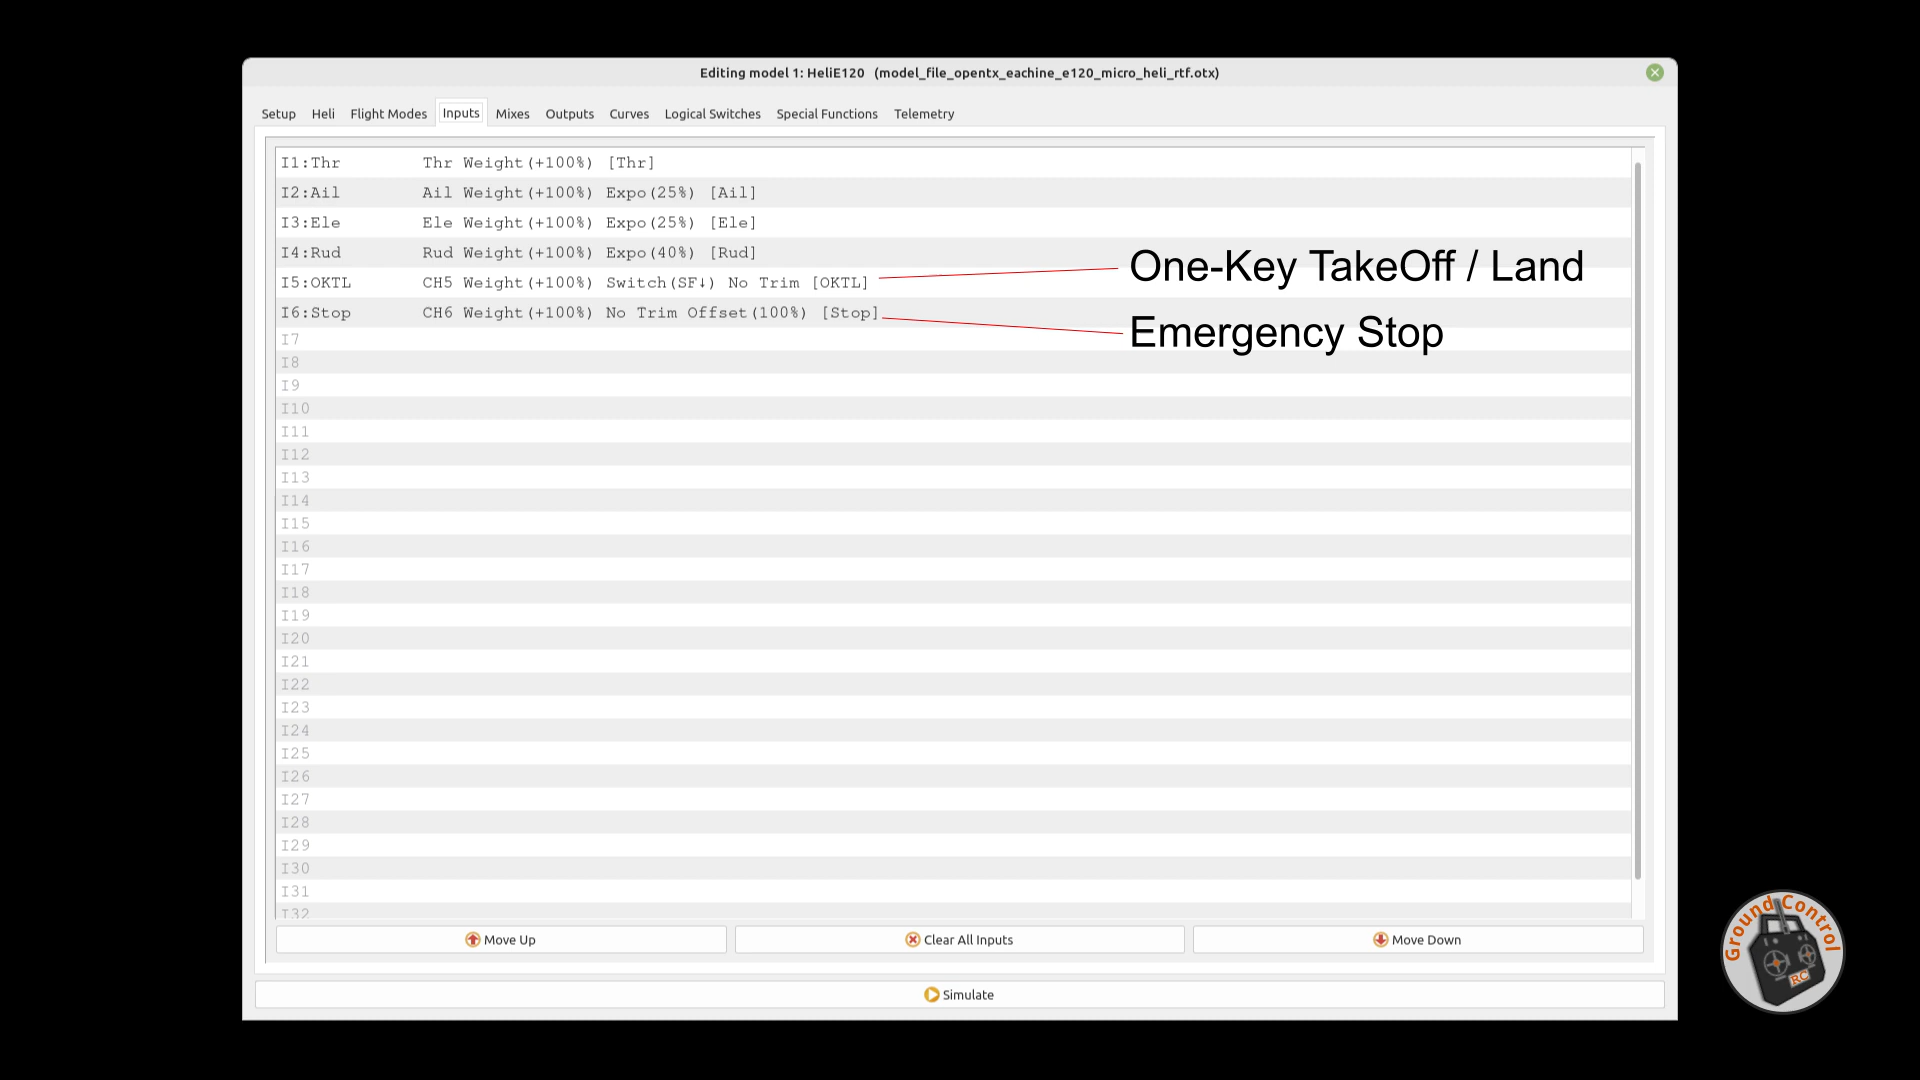 Editing model 1: HeliE120 (model_file_opentx_eachine_e120_micro_heli_rtf.otx)
Setup Heli Flight Modes Inputs Mixes Outputs Curves Logical Switches Special Functions Telemetry
I1:Thr Thr Weight(+100%) [Thr]
I2:Ail Ail Weight(+100%) Expo(25%) [Ail]
I3:Ele Ele Weight(+100%) Expo(25%) [Ele]
I4:Rud Rud Weight(+100%) Expo(40%) [Rud]
I5:OKTL CH5 Weight(+100%) Switch(SF↓) No Trim [OKTL]
One-Key TakeOff / Land
I6:Stop CH6 Weight(+100%) No Trim Offset(100%) [Stop]
Emergency Stop
I7
I8
I9
I10
I11
I12
I13
I14
I15
I16
I17
I18
I19
I20
I21
I22
I23
I24
I25
I26
I27
I28
I29
I30
I31
I32
Move Up Clear All Inputs Move Down
Simulate
Ground Control
RC